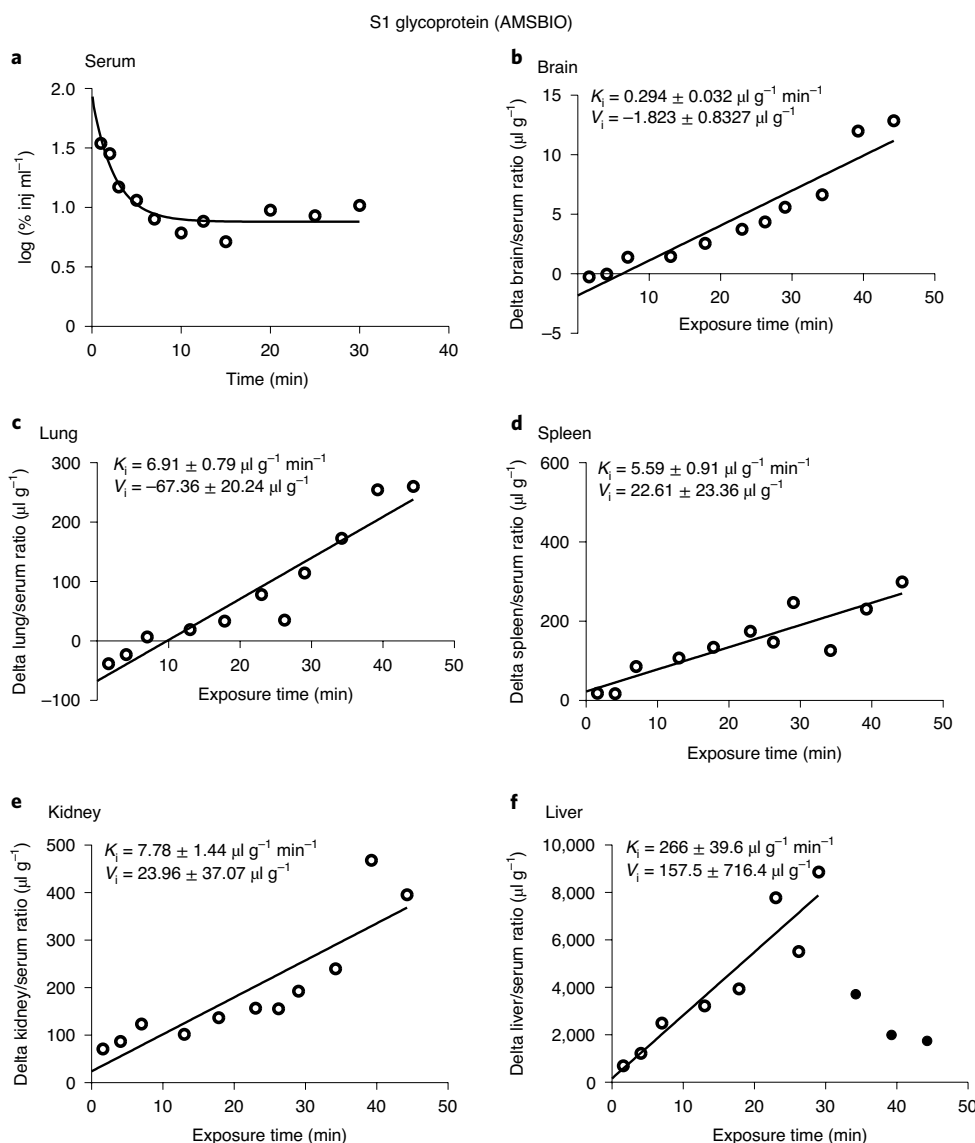 S1 glycoprotein (AMSBIO)
a
Serum
log (% inj ml⁻¹)
2.0
1.5
1.0
0.5
0
0
10
20
30
40
Time (min)
b
Brain
Kᵢ = 0.294 ± 0.032 µl g⁻¹ min⁻¹
Vᵢ = −1.823 ± 0.8327 µl g⁻¹
Delta brain/serum ratio (µl g⁻¹)
15
10
5
0
−5
10
20
30
40
50
Exposure time (min)
c
Lung
Kᵢ = 6.91 ± 0.79 µl g⁻¹ min⁻¹
Vᵢ = −67.36 ± 20.24 µl g⁻¹
Delta lung/serum ratio (µl g⁻¹)
300
200
100
0
−100
10
20
30
40
50
Exposure time (min)
d
Spleen
Kᵢ = 5.59 ± 0.91 µl g⁻¹ min⁻¹
Vᵢ = 22.61 ± 23.36 µl g⁻¹
Delta spleen/serum ratio (µl g⁻¹)
600
400
200
0
0
10
20
30
40
50
Exposure time (min)
e
Kidney
Kᵢ = 7.78 ± 1.44 µl g⁻¹ min⁻¹
Vᵢ = 23.96 ± 37.07 µl g⁻¹
Delta kidney/serum ratio (µl g⁻¹)
500
400
300
200
100
0
0
10
20
30
40
50
Exposure time (min)
f
Liver
Kᵢ = 266 ± 39.6 µl g⁻¹ min⁻¹
Vᵢ = 157.5 ± 716.4 µl g⁻¹
Delta liver/serum ratio (µl g⁻¹)
10,000
8,000
6,000
4,000
2,000
0
0
10
20
30
40
50
Exposure time (min)